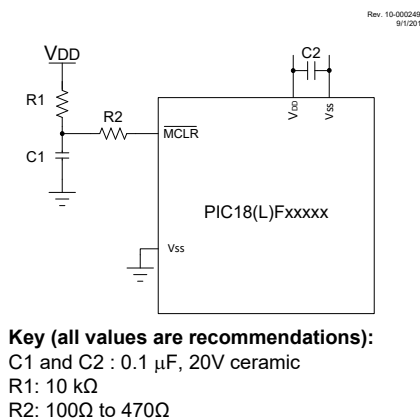 Rev. 10-000249
9/1/201
VDD
C2
R1
R2
VDD
VSS
MCLR
C1
PIC18(L)Fxxxxx
Vss
Key (all values are recommendations):
C1 and C2 : 0.1 μF, 20V ceramic
R1: 10 kΩ
R2: 100Ω to 470Ω